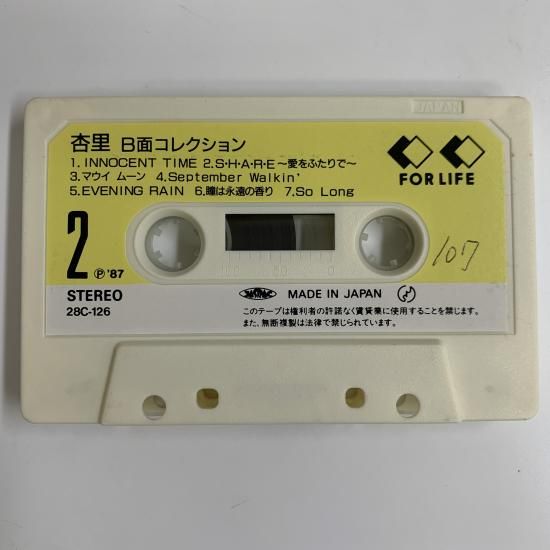 JAPAN
杏里 B面コレクション
1. INNOCENT TIME 2.S・H・A・R・E〜愛をふたりで〜
3.マウイ ムーン 4.September Walkin'
5.EVENING RAIN 6.瞳は永遠の香り 7.So Long
FOR LIFE
2
Ⓟ'87
107
100 50 0
STEREO
MADE IN JAPAN
28C-126
このテープは権利者の許諾なく賃貸業に使用することを禁じます。
また、無断複製は法律で禁じられています。